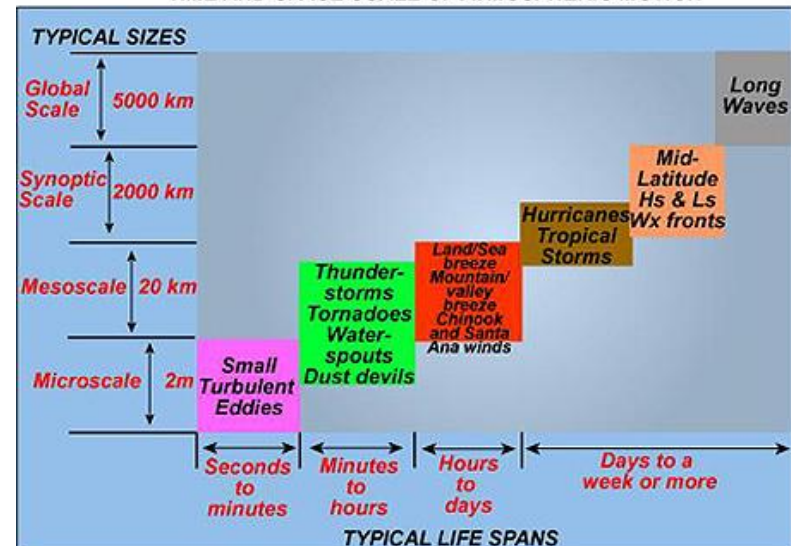 TYPICAL SIZES
Global
Scale
5000 km
Synoptic
Scale
2000 km
Mesoscale
20 km
Microscale
2m
Small
Turbulent
Eddies
Thunder-
storms
Tornadoes
Water-
spouts
Dust devils
Land/Sea
breeze
Mountain/
valley
breeze
Chinook
and Santa
Ana winds
Hurricanes
Tropical
Storms
Mid-
Latitude
Hs & Ls
Wx fronts
Long
Waves
Seconds
to
minutes
Minutes
to
hours
Hours
to
days
Days to a
week or more
TYPICAL LIFE SPANS